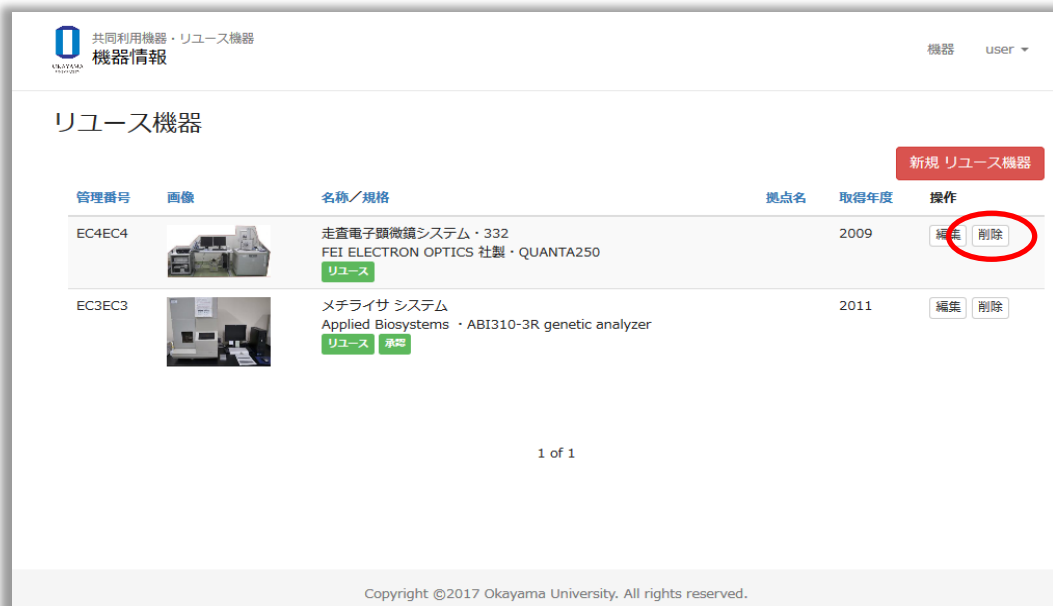 共同利用機器・リユース機器
機器情報
OKAYAMA
機器 user
リユース機器
新規 リユース機器
管理番号 画像 名称／規格 拠点名 取得年度 操作
EC4EC4 走査電子顕微鏡システム・332 2009 編集 削除
FEI ELECTRON OPTICS 社製・QUANTA250
リユース
EC3EC3 メチライサ システム 2011 編集 削除
Applied Biosystems ・ABI310-3R genetic analyzer
リユース 承認
1 of 1
Copyright ©2017 Okayama University. All rights reserved.